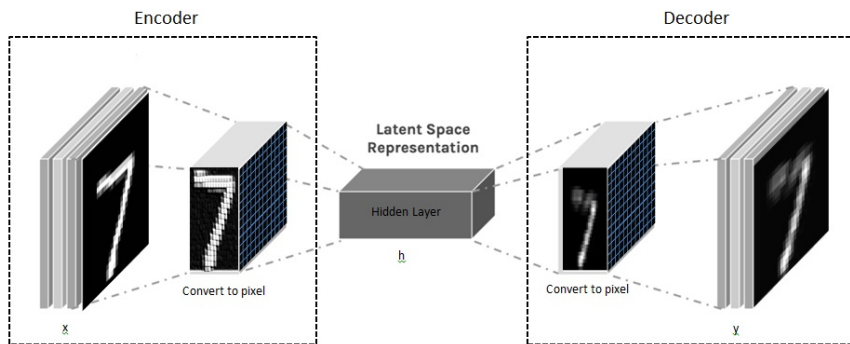 Encoder
Decoder
Latent Space
Representation
Hidden Layer
h
Convert to pixel
Convert to pixel
x
y